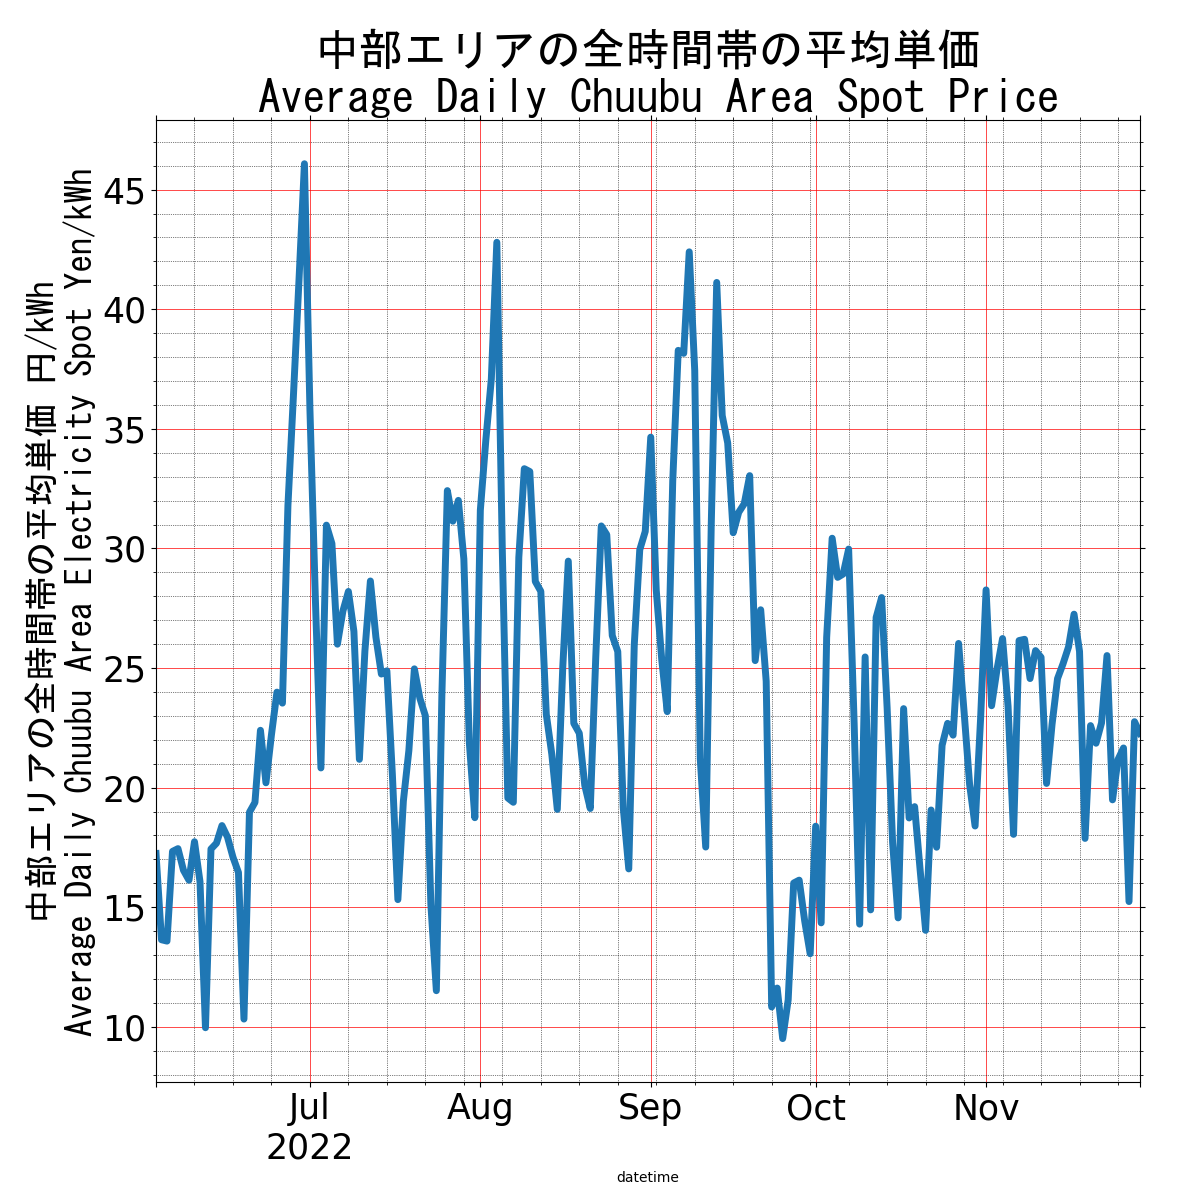 中部エリアの全時間帯の平均単価
Average Daily Chuubu Area Spot Price
中部エリアの全時間帯の平均単価 円/kWh
Average Daily Chuubu Area Electricity Spot Yen/kWh
45
40
35
30
25
20
15
10
Jul
2022
Aug
Sep
Oct
Nov
datetime